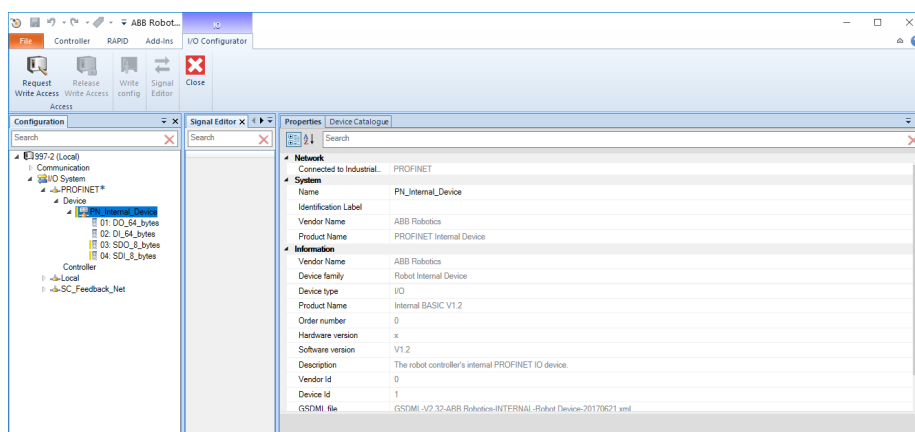 ABB Robot...
IO
File Controller RAPID Add-Ins I/O Configurator
Request Write Access
Release Write Access
Write config
Signal Editor
Close
Access
Configuration
Search
997-2 (Local)
Communication
I/O System
PROFINET*
Device
PN_Internal_Device
01: DO_64_bytes
02: DI_64_bytes
03: SDO_8_bytes
04: SDI_8_bytes
Controller
Local
SC_Feedback_Net
Signal Editor X
Search
Properties Device Catalogue
Search
Network
Connected to Industrial... PROFINET
System
Name PN_Internal_Device
Identification Label
Vendor Name ABB Robotics
Product Name PROFINET Internal Device
Information
Vendor Name ABB Robotics
Device family Robot Internal Device
Device type I/O
Product Name Internal BASIC V1.2
Order number 0
Hardware version x
Software version V1.2
Description The robot controller's internal PROFINET IO device.
Vendor Id 0
Device Id 1
GSDML file GSDML-V2.32-ABB Robotics-INTERNAL-Robot Device-20170621.xml